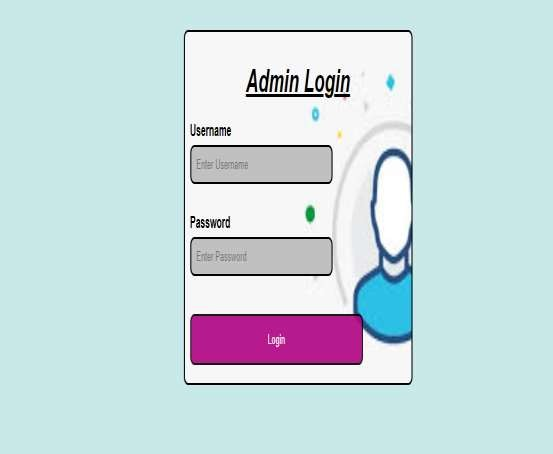 Admin Login
Username
Enter Username
Password
Enter Password
Login